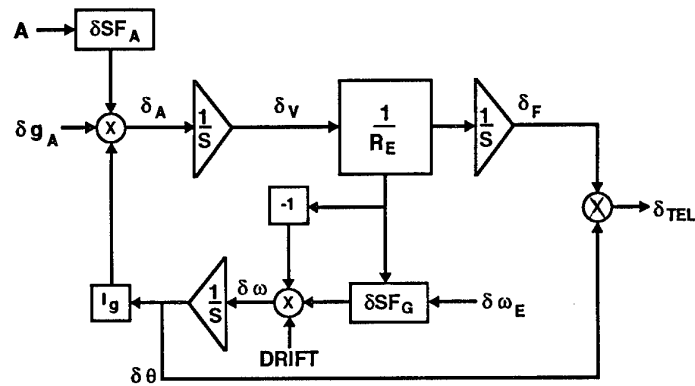 A
δSF_A
δg_A
X
δ_A
1/S
δ_V
1/R_E
1/S
δ_F
X
δ_TEL
-1
I_g
1/S
δω
X
δSF_G
δω_E
DRIFT
δθ